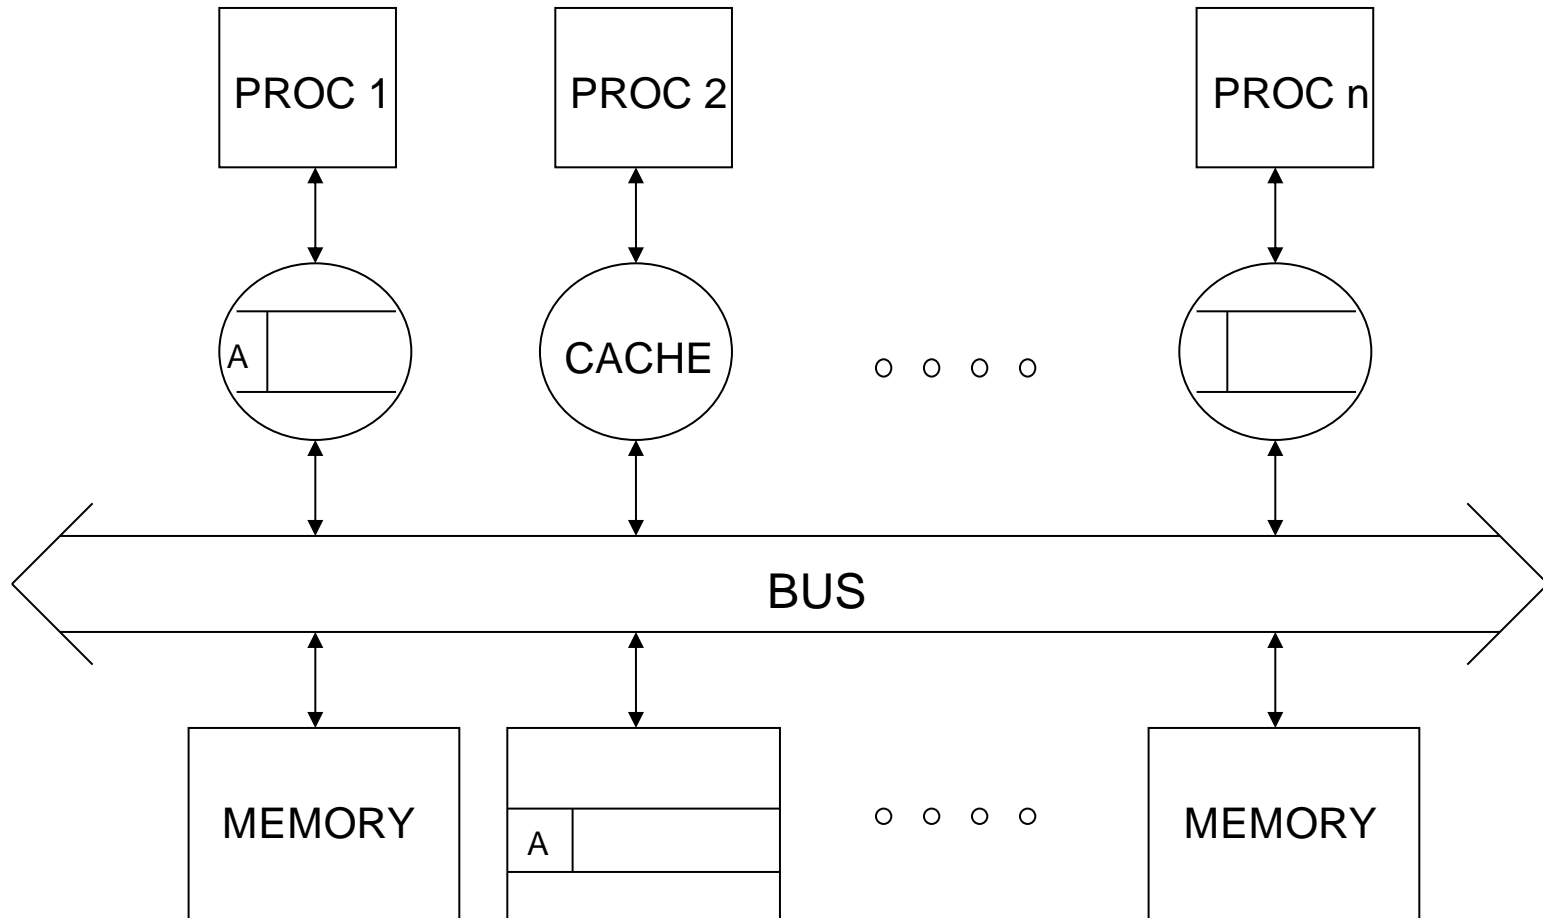 PROC 1
PROC 2
PROC n
A
CACHE
BUS
MEMORY
A
MEMORY